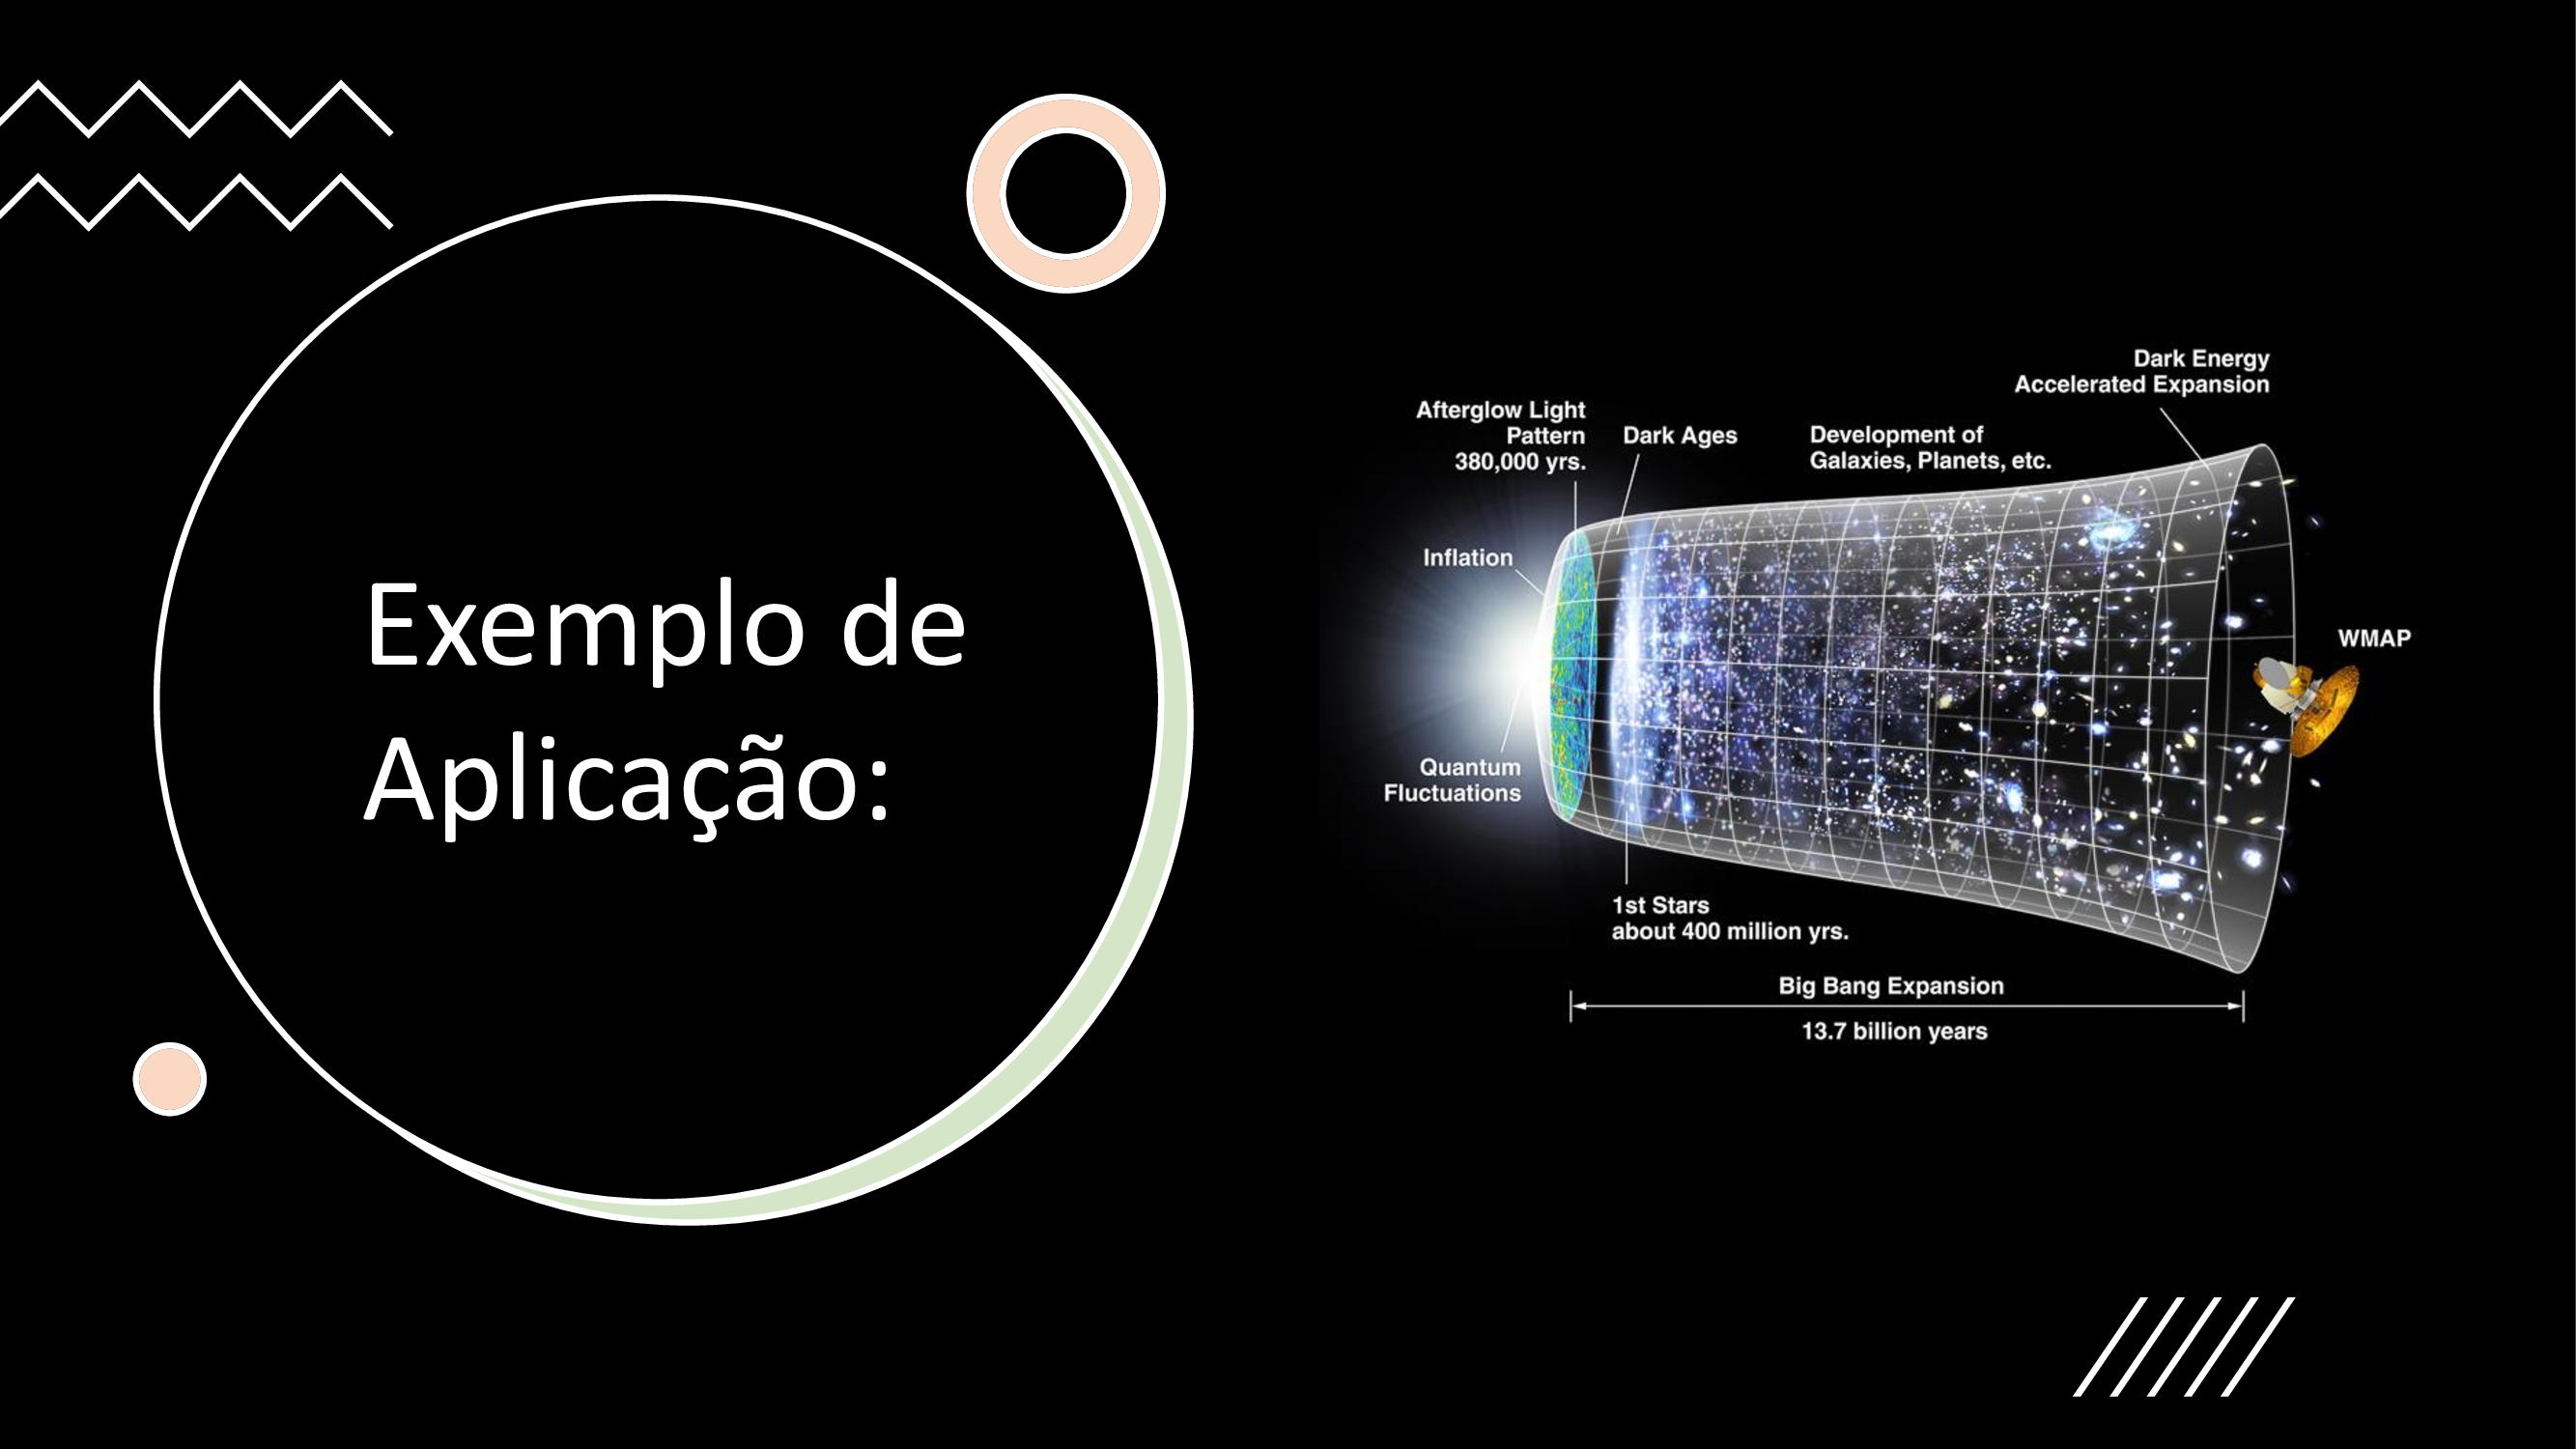 Exemplo de
Aplicação:
Dark Energy
Accelerated Expansion
Afterglow Light
Pattern
380,000 yrs.
Dark Ages
Development of
Galaxies, Planets, etc.
Inflation
WMAP
Quantum
Fluctuations
1st Stars
about 400 million yrs.
Big Bang Expansion
13.7 billion years